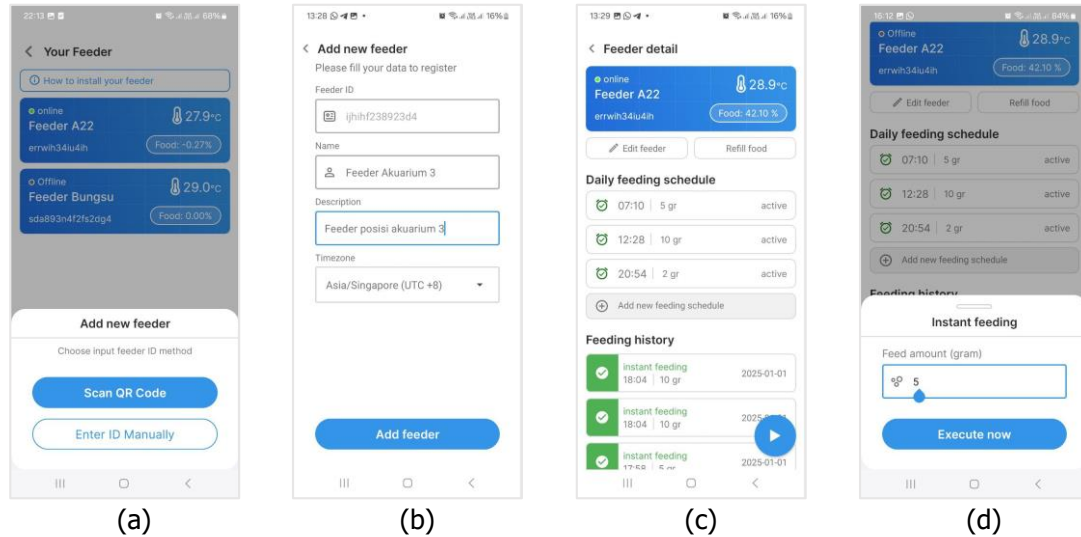 22:13
68%
Your Feeder
How to install your feeder
online
Feeder A22
27.9°C
errwih34iu4ih
Food: -0.27%
Offline
Feeder Bungsu
29.0°C
sda893n4f2fs2dg4
Food: 0.00%
Add new feeder
Choose input feeder ID method
Scan QR Code
Enter ID Manually
(a)
13:28
16%
Add new feeder
Please fill your data to register
Feeder ID
ijhihf238923d4
Name
Feeder Akuarium 3
Description
Feeder posisi akuarium 3
Timezone
Asia/Singapore (UTC +8)
Add feeder
(b)
13:29
16%
Feeder detail
online
Feeder A22
28.9°C
errwih34iu4ih
Food: 42.10 %
Edit feeder
Refill food
Daily feeding schedule
07:10 | 5 gr active
12:28 | 10 gr active
20:54 | 2 gr active
Add new feeding schedule
Feeding history
instant feeding
18:04 | 10 gr
2025-01-01
instant feeding
18:04 | 10 gr
instant feeding
17:58 | 5 gr
2025-01-01
(c)
16:12
84%
Offline
Feeder A22
28.9°C
errwih34iu4ih
Food: 42.10 %
Edit feeder
Refill food
Daily feeding schedule
07:10 | 5 gr active
12:28 | 10 gr active
20:54 | 2 gr active
Add new feeding schedule
Feeding history
Instant feeding
Feed amount (gram)
5
Execute now
(d)